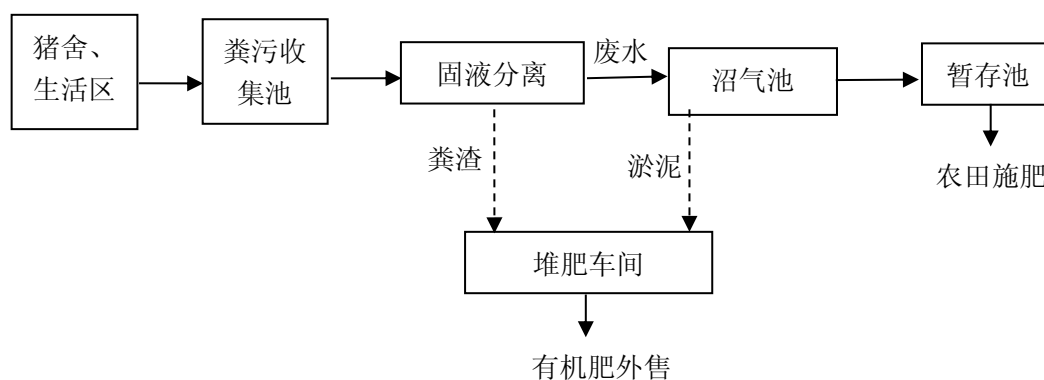 猪舍、
生活区
粪污收
集池
固液分离
废水
沼气池
暂存池
粪渣
淤泥
农田施肥
堆肥车间
有机肥外售